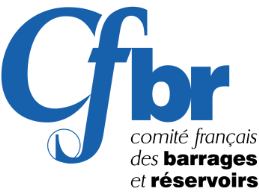 Cfbr
comité français
des barrages
et réservoirs